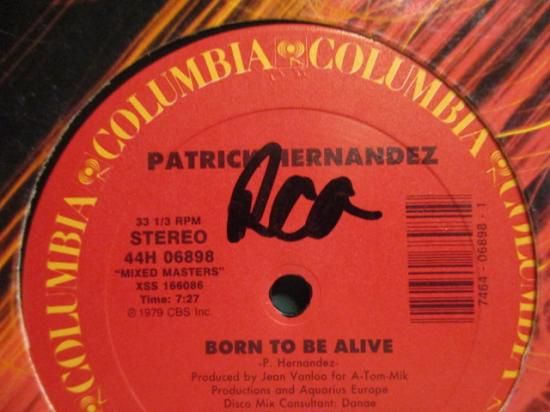 COLUMBIA COLUMBIA COLUMBIA COLUMBIA COLUMBIA
PATRICK HERNANDEZ
33 1/3 RPM
STEREO
44H 06898
"MIXED MASTERS"
XSS 166086
Time: 7:27
℗ 1979 CBS Inc.
7464 - 06898 - 1
BORN TO BE ALIVE
-P. Hernandez-
Produced by Jean Vanloo for A-Tom-Mik
Productions and Aquarius Europe
Disco Mix Consultant: Danae